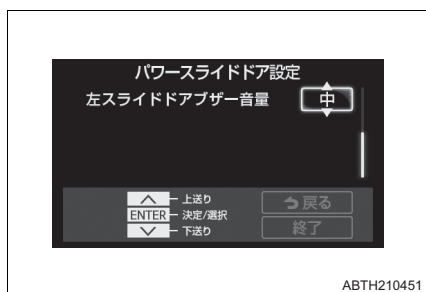 パワースライドドア設定
左スライドドアブザー音量 中
上送り
ENTER 決定/選択
下送り
戻る
終了
ABTH210451